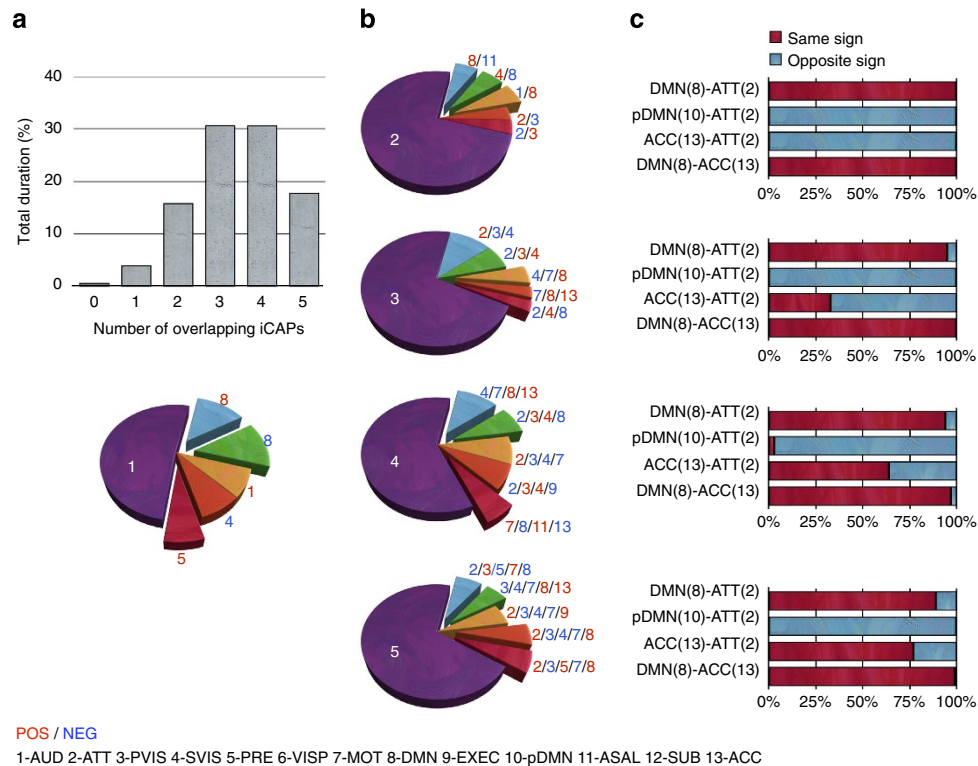 a
b
c
Total duration (%)
40
30
20
10
0
0 1 2 3 4 5
Number of overlapping iCAPs
1
8
8
1
4
5
2
8/11
4/8
1/8
2/3
2/3
3
2/3/4
2/3/4
4/7/8
7/8/13
2/4/8
4
4/7/8/13
2/3/4/8
2/3/4/7
2/3/4/9
7/8/11/13
5
2/3/5/7/8
3/4/7/8/13
2/3/4/7/9
2/3/4/7/8
2/3/5/7/8
Same sign
Opposite sign
DMN(8)-ATT(2)
pDMN(10)-ATT(2)
ACC(13)-ATT(2)
DMN(8)-ACC(13)
0% 25% 50% 75% 100%
DMN(8)-ATT(2)
pDMN(10)-ATT(2)
ACC(13)-ATT(2)
DMN(8)-ACC(13)
0% 25% 50% 75% 100%
DMN(8)-ATT(2)
pDMN(10)-ATT(2)
ACC(13)-ATT(2)
DMN(8)-ACC(13)
0% 25% 50% 75% 100%
DMN(8)-ATT(2)
pDMN(10)-ATT(2)
ACC(13)-ATT(2)
DMN(8)-ACC(13)
0% 25% 50% 75% 100%
POS / NEG
1-AUD 2-ATT 3-PVIS 4-SVIS 5-PRE 6-VISP 7-MOT 8-DMN 9-EXEC 10-pDMN 11-ASAL 12-SUB 13-ACC